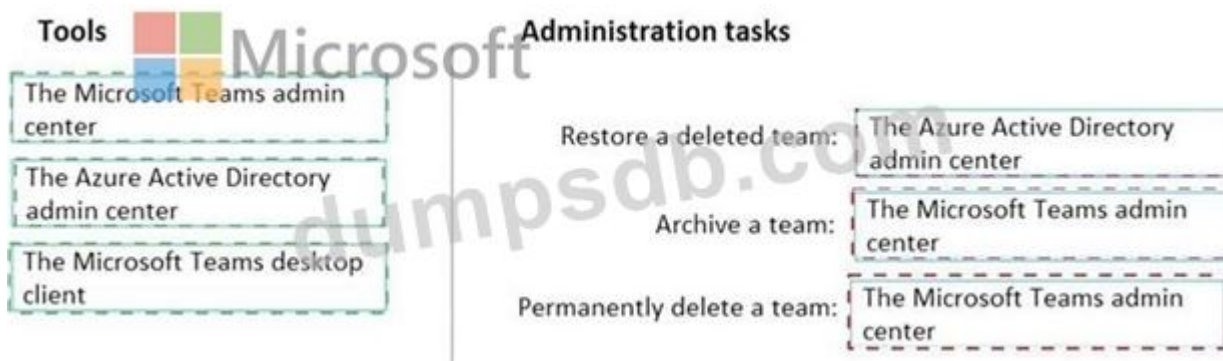 Tools
Microsoft
Administration tasks
The Microsoft Teams admin
center
The Azure Active Directory
admin center
The Microsoft Teams desktop
client
Restore a deleted team:
The Azure Active Directory
admin center
Archive a team:
The Microsoft Teams admin
center
Permanently delete a team:
The Microsoft Teams admin
center
dumpsdb.com